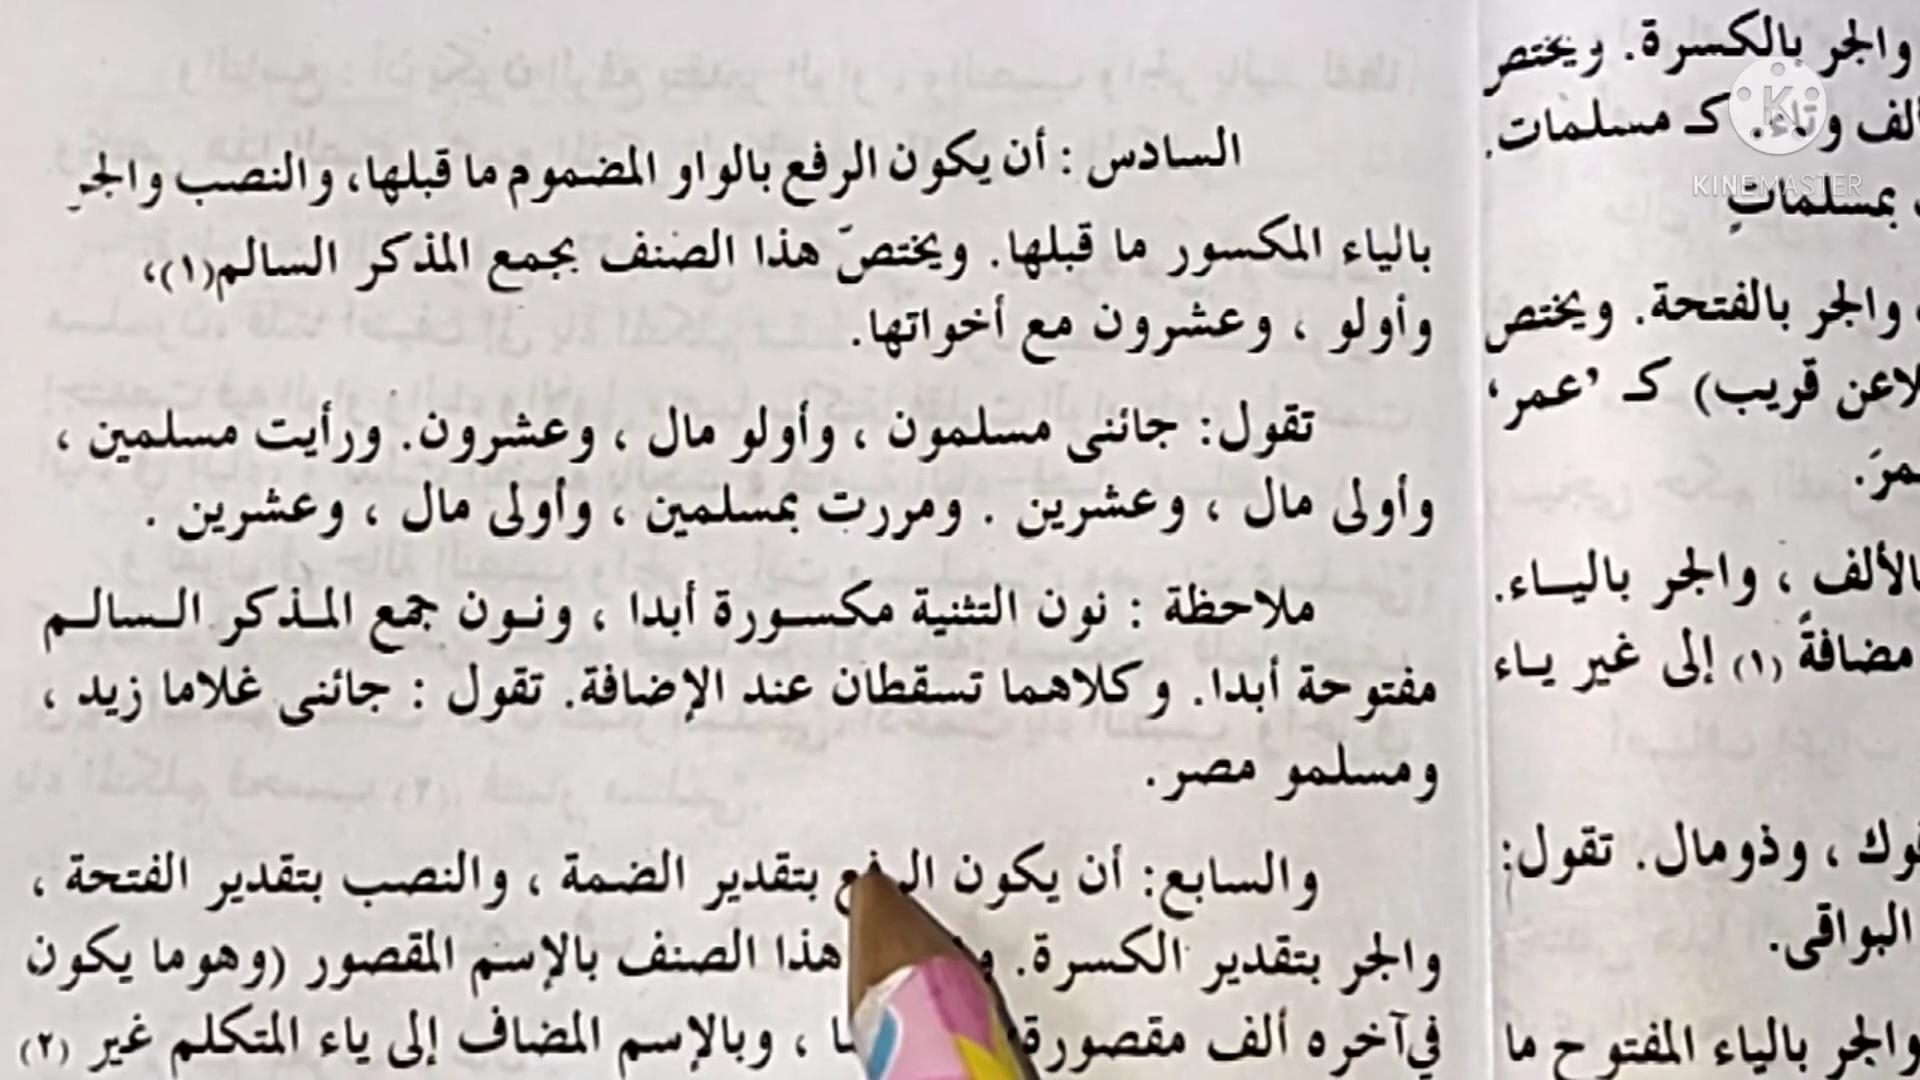 والجر بالكسرة. ويختص
كـ مسلمات.
بمسلماتٍ
والجر بالفتحة. ويختص
عن قريب) كـ ’عمر‘
بالألف ، والجر بالياء.
مضافةً (١) إلى غير ياء
وذومال. تقول:
البواقى.
والجر بالياء المفتوح ما
السادس : أن يكون الرفع بالواو المضموم ما قبلها، والنصب والجر
بالياء المكسور ما قبلها. ويختصّ هذا الصنف بجمع المذكر السالم(١)،
وأولو ، وعشرون مع أخواتها.
تقول: جائنى مسلمون ، وأولو مال ، وعشرون. ورأيت مسلمين ،
وأولى مال ، وعشرين . ومررت بمسلمين ، وأولى مال ، وعشرين .
ملاحظة : نون التثنية مكسورة أبدا ، ونون جمع المذكر السالم
مفتوحة أبدا. وكلاهما تسقطان عند الإضافة. تقول : جائنى غلاما زيد ،
ومسلمو مصر.
والسابع: أن يكون الرفع بتقدير الضمة ، والنصب بتقدير الفتحة ،
والجر بتقدير الكسرة. هذا الصنف بالإسم المقصور (وهوما يكون
في آخره ألف مقصورة ، وبالإسم المضاف إلى ياء المتكلم غير (٢)
KINEMASTER